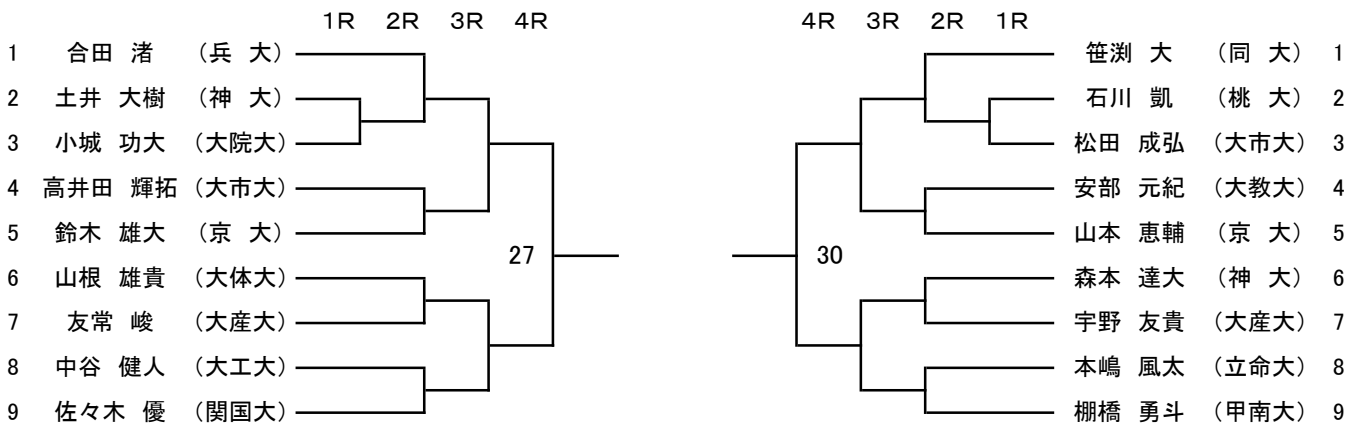 1R 2R 3R 4R 4R 3R 2R 1R
1 合田 渚 （兵 大） 笹渕 大 （同 大） 1
2 土井 大樹 （神 大） 石川 凱 （桃 大） 2
3 小城 功大 （大院大） 松田 成弘 （大市大） 3
4 高井田 輝拓 （大市大） 安部 元紀 （大教大） 4
5 鈴木 雄大 （京 大） 山本 恵輔 （京 大） 5
27 30
6 山根 雄貴 （大体大） 森本 達大 （神 大） 6
7 友常 峻 （大産大） 宇野 友貴 （大産大） 7
8 中谷 健人 （大工大） 本嶋 風太 （立命大） 8
9 佐々木 優 （関国大） 棚橋 勇斗 （甲南大） 9